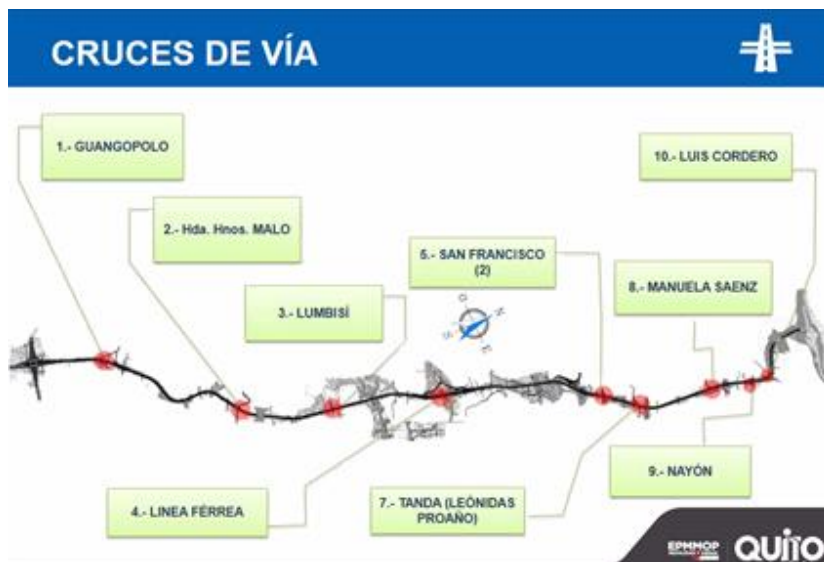 CRUCES DE VÍA
1.- GUANGOPOLO
10.- LUIS CORDERO
2.- Hda. Hnos. MALO
5.- SAN FRANCISCO
(2)
8.- MANUELA SAENZ
3.- LUMBISÍ
O
N
S
E
9.- NAYÓN
4.- LINEA FÉRREA
7.- TANDA (LEÓNIDAS
PROAÑO)
EPMMOP
QUITO